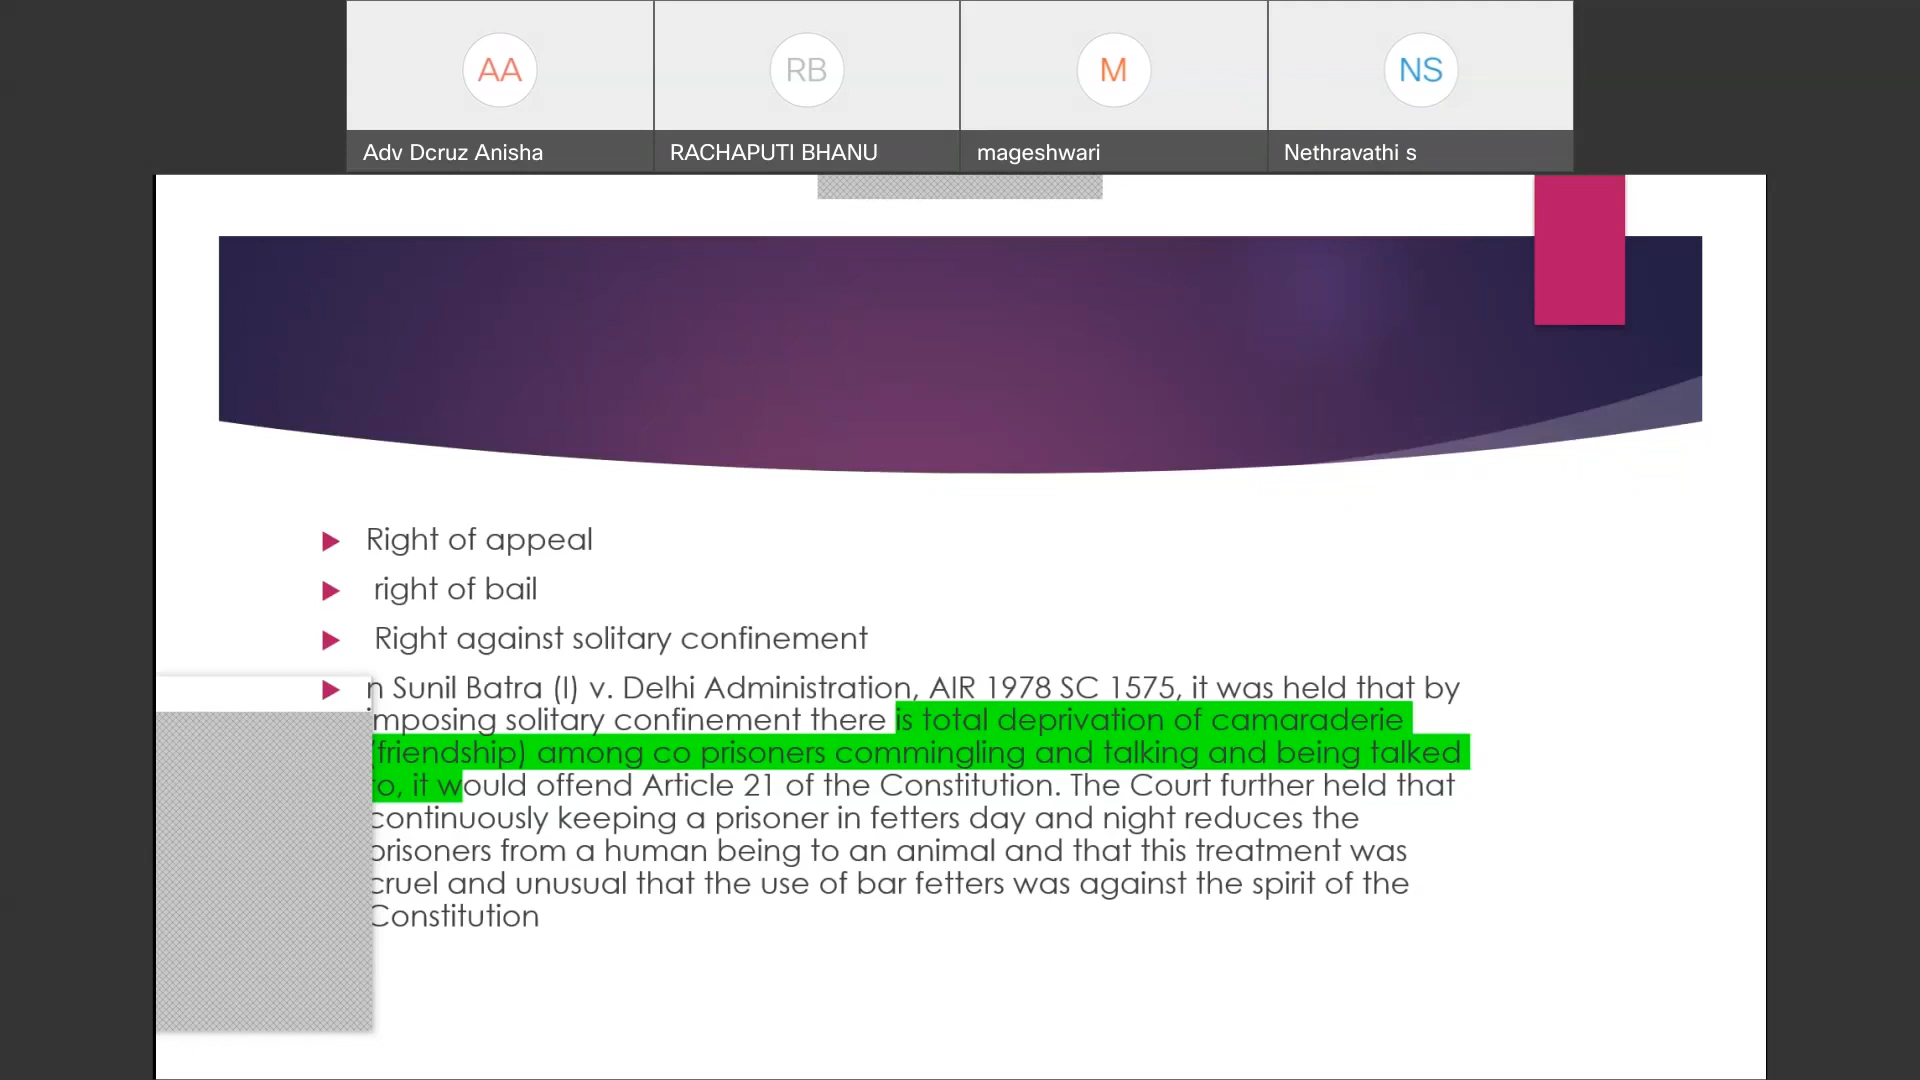 AA
RB
M
NS
Adv Dcruz Anisha
RACHAPUTI BHANU
mageshwari
Nethravathi s
Right of appeal
right of bail
Right against solitary confinement
n Sunil Batra (I) v. Delhi Administration, AIR 1978 SC 1575, it was held that by
imposing solitary confinement there is total deprivation of camaraderie
(friendship) among co prisoners commingling and talking and being talked
to, it would offend Article 21 of the Constitution. The Court further held that
continuously keeping a prisoner in fetters day and night reduces the
prisoners from a human being to an animal and that this treatment was
cruel and unusual that the use of bar fetters was against the spirit of the
Constitution